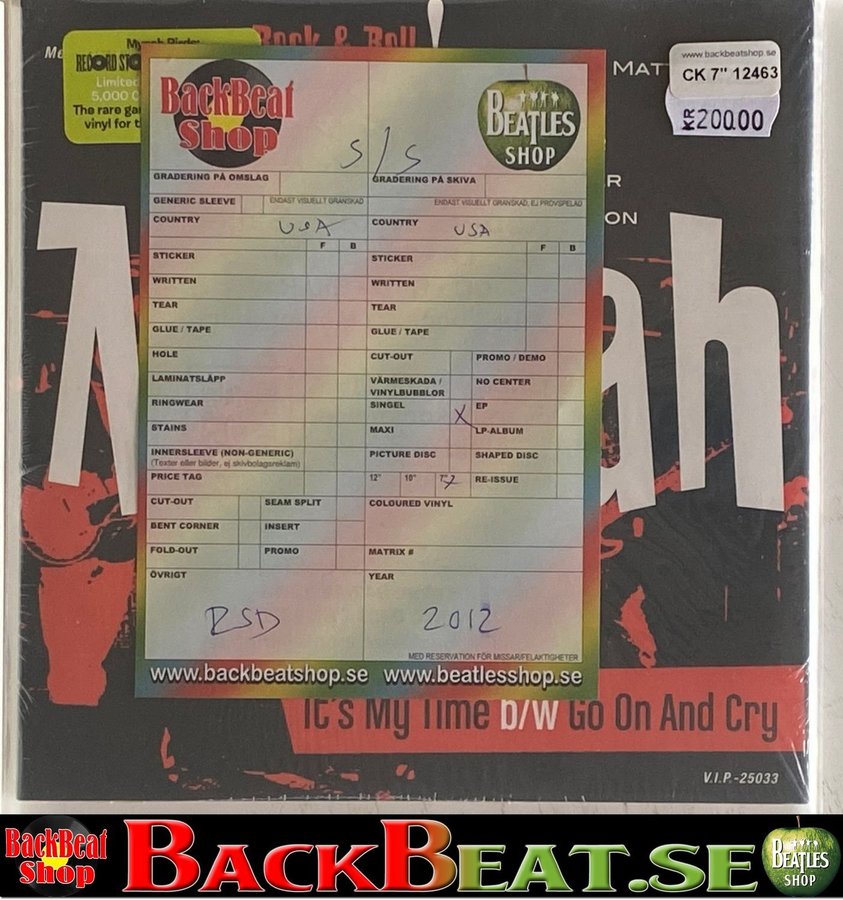 Mynah Birds:
Rock & Roll
RECORD STO
Limited
5,000 C
The rare ga
vinyl for t
MAT
www.backbeatshop.se
CK 7" 12463
KR 200.00
R
ON
BackBeat
Shop
BEATLES
SHOP
S/S
GRADERING PÅ OMSLAG
GRADERING PÅ SKIVA
GENERIC SLEEVE
ENDAST VISUELLT GRANSKAD
ENDAST VISUELLT GRANSKAD, EJ PROVSPELAD
COUNTRY USA
COUNTRY USA
F B
F B
STICKER
STICKER
WRITTEN
WRITTEN
TEAR
TEAR
GLUE / TAPE
GLUE / TAPE
HOLE
CUT-OUT
PROMO / DEMO
LAMINATSLÄPP
VÄRMESKADA /
VINYLBUBBLOR
NO CENTER
RINGWEAR
SINGEL X
EP
STAINS
MAXI
LP-ALBUM
INNERSLEEVE (NON-GENERIC)
(Texter eller bilder, ej skivbolagsreklam)
PICTURE DISC
SHAPED DISC
PRICE TAG
12"
10"
7"
RE-ISSUE
CUT-OUT
SEAM SPLIT
COLOURED VINYL
BENT CORNER
INSERT
FOLD-OUT
PROMO
MATRIX #
ÖVRIGT
YEAR
RSD
2012
MED RESERVATION FÖR MISSAR/FELAKTIGHETER
www.backbeatshop.se www.beatlesshop.se
ah
It's My Time b/w Go On And Cry
V.I.P.-25033
BackBeat
Shop
BACKBEAT.SE
BEATLES
SHOP